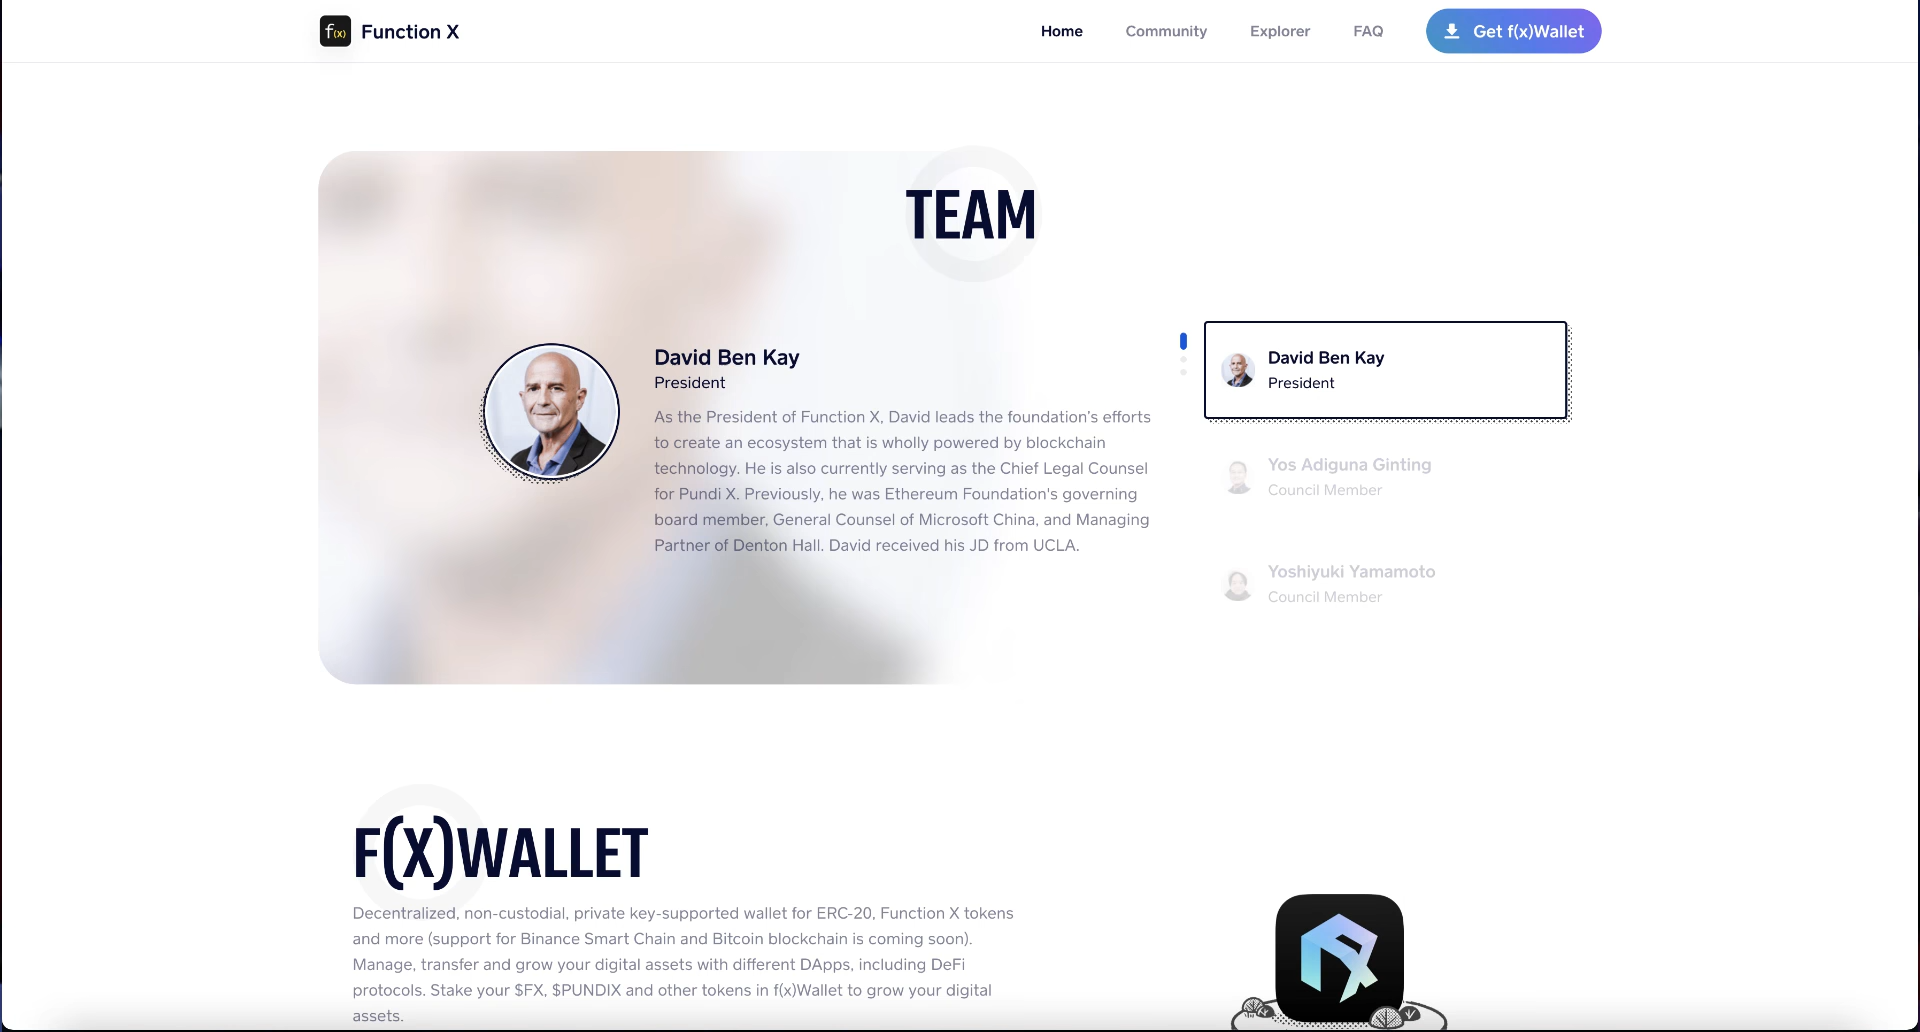 f(x) Function X
Home
Community
Explorer
FAQ
Get f(x)Wallet
TEAM
David Ben Kay
President
As the President of Function X, David leads the foundation's efforts
to create an ecosystem that is wholly powered by blockchain
technology. He is also currently serving as the Chief Legal Counsel
for Pundi X. Previously, he was Ethereum Foundation's governing
board member, General Counsel of Microsoft China, and Managing
Partner of Denton Hall. David received his JD from UCLA.
David Ben Kay
President
Yos Adiguna Ginting
Council Member
Yoshiyuki Yamamoto
Council Member
F(X)WALLET
Decentralized, non-custodial, private key-supported wallet for ERC-20, Function X tokens
and more (support for Binance Smart Chain and Bitcoin blockchain is coming soon).
Manage, transfer and grow your digital assets with different DApps, including DeFi
protocols. Stake your $FX, $PUNDIX and other tokens in f(x)Wallet to grow your digital
assets.